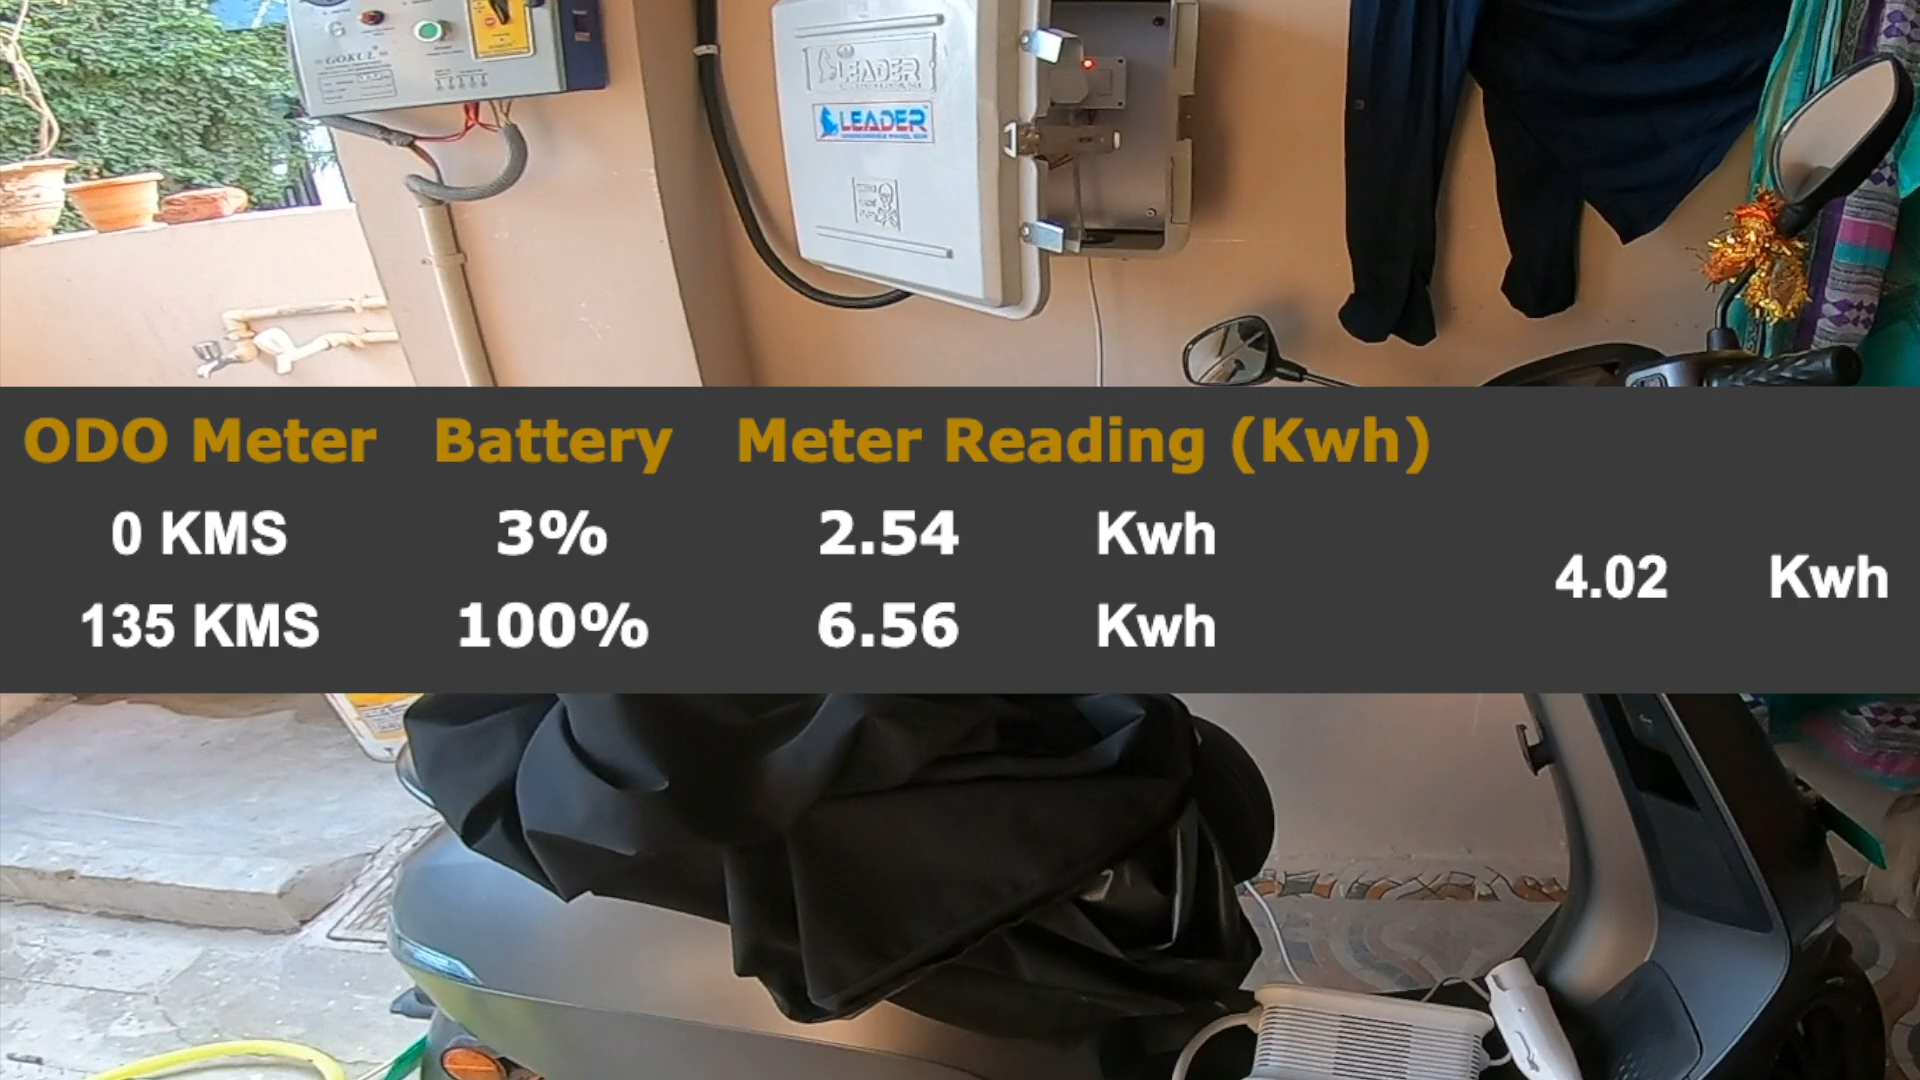 GOKUL
LEADER
LEADER
ODO Meter Battery Meter Reading (Kwh)
0 KMS 3% 2.54 Kwh
4.02 Kwh
135 KMS 100% 6.56 Kwh